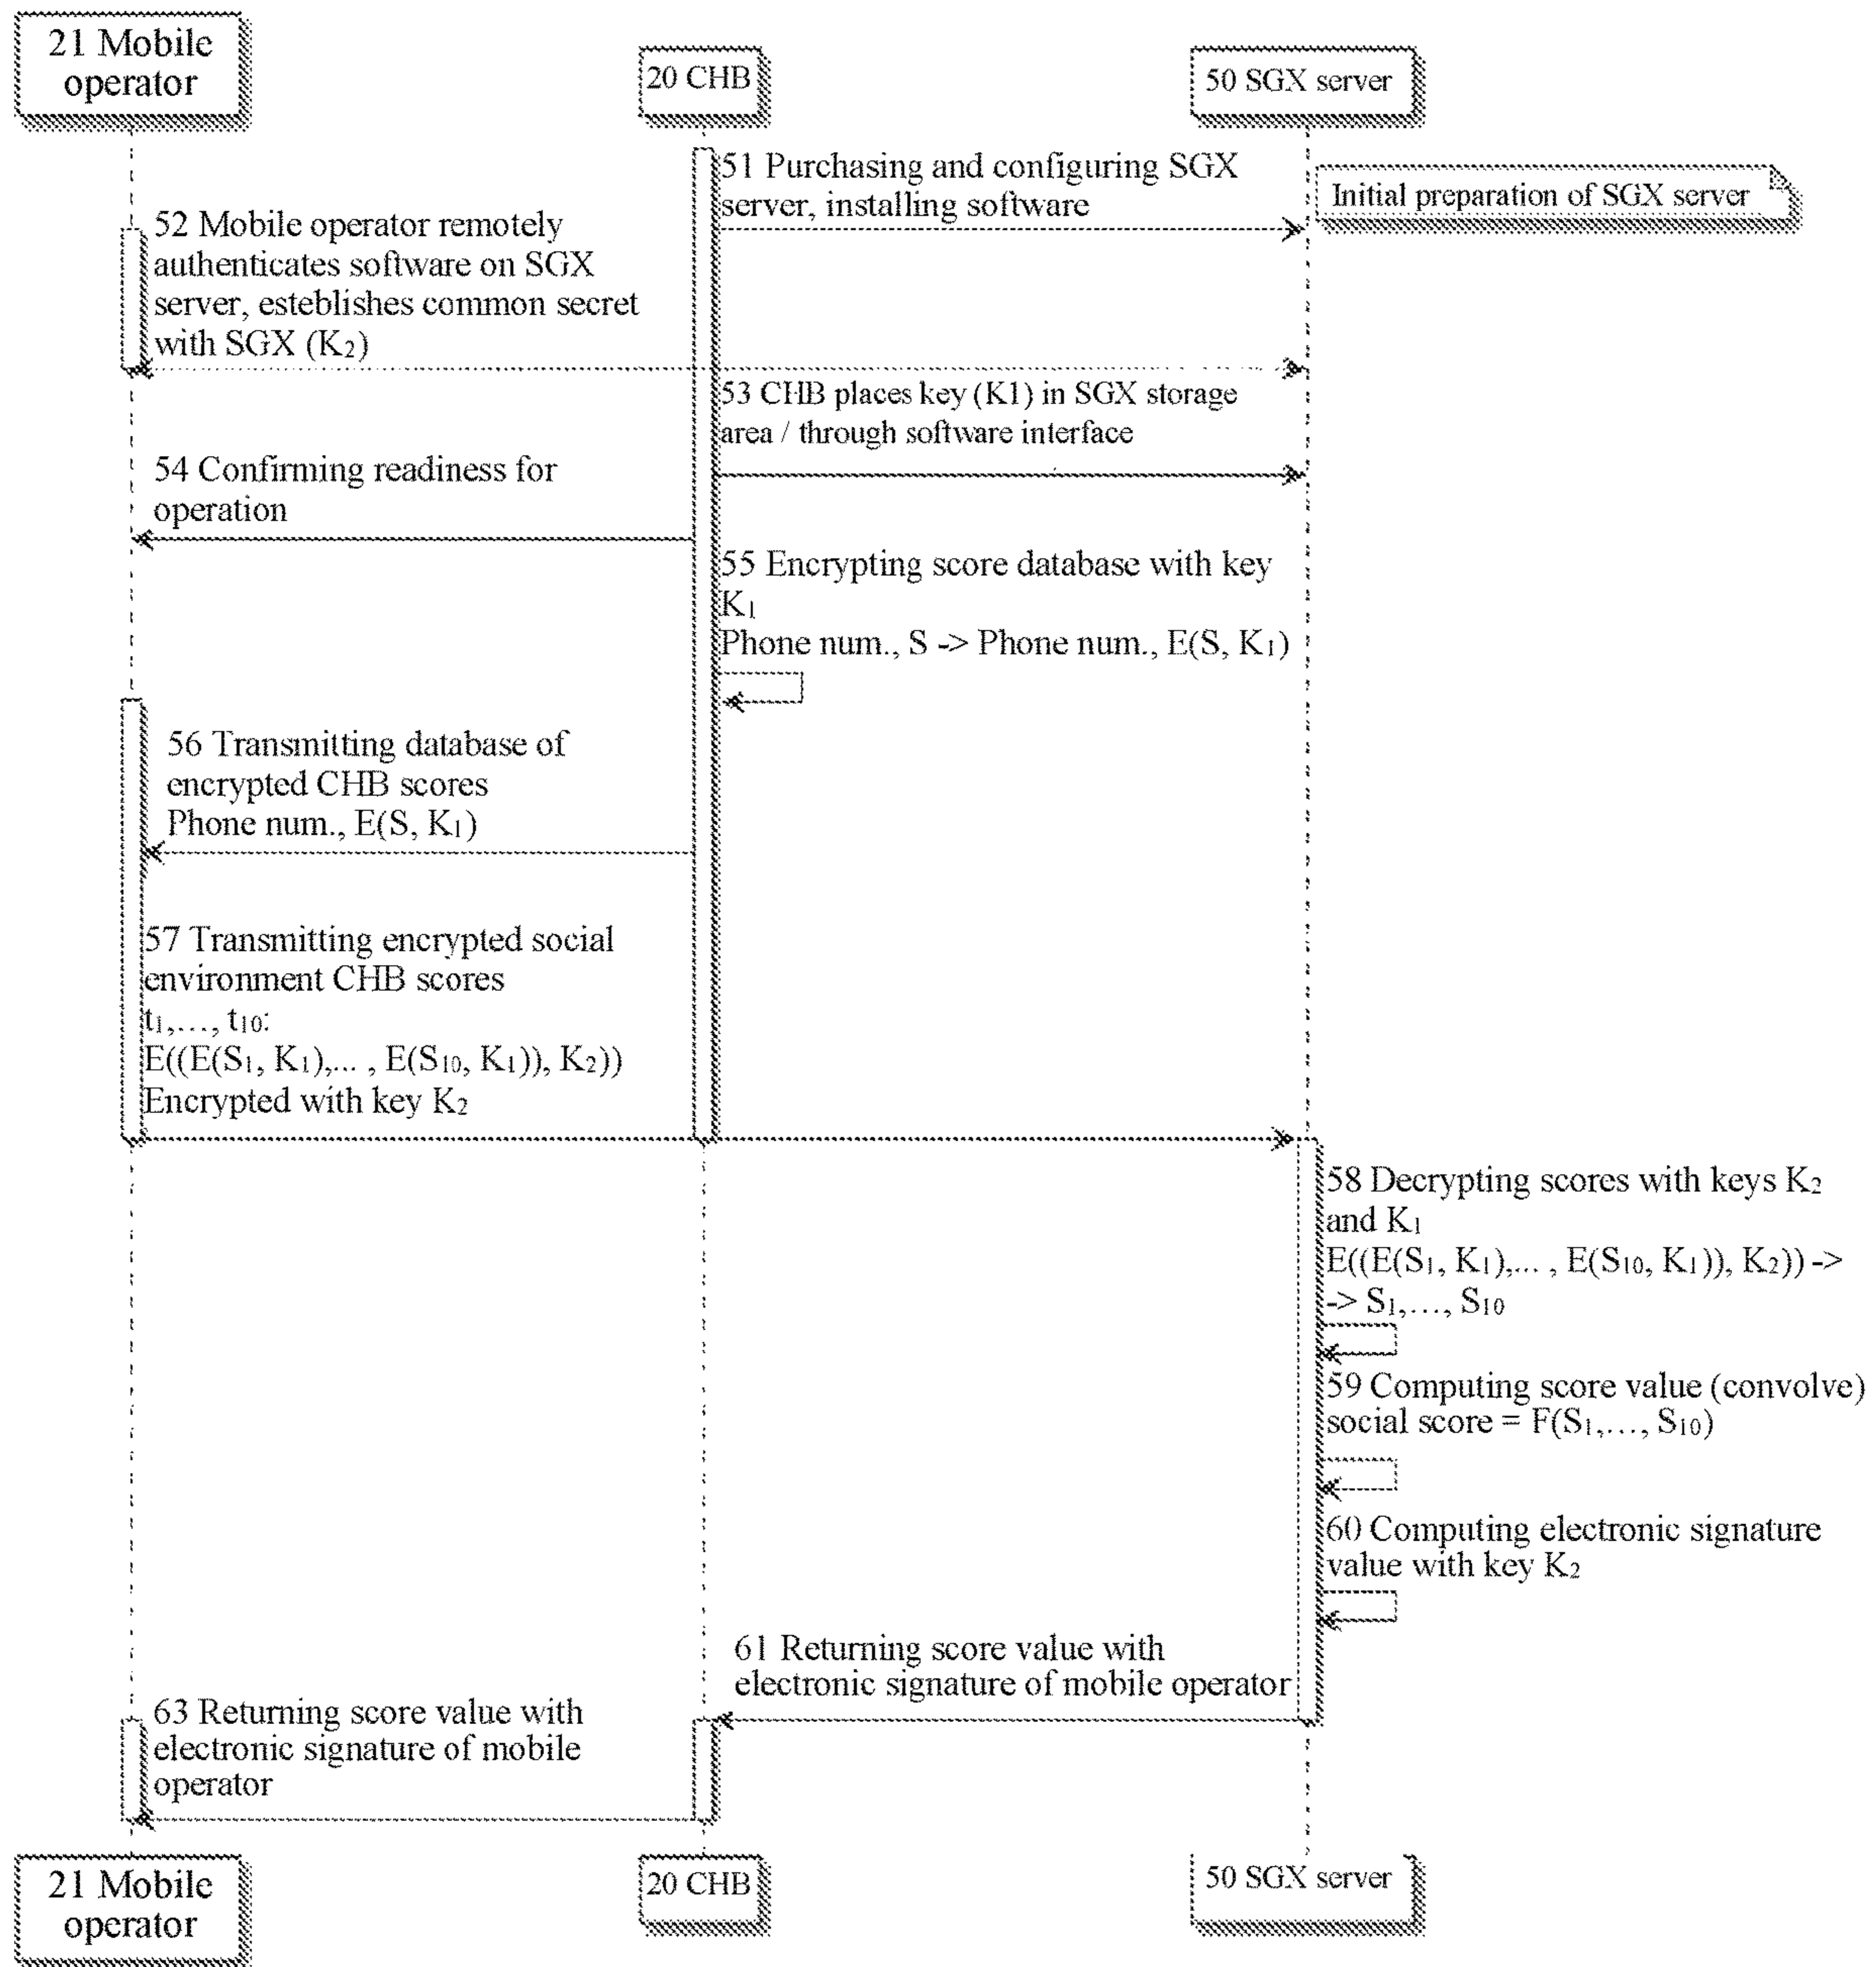 21 Mobile
operator
20 CHB
50 SGX server
51 Purchasing and configuring SGX
server, installing software
Initial preparation of SGX server
52 Mobile operator remotely
authenticates software on SGX
server, esteblishes common secret
with SGX (K₂)
53 CHB places key (K1) in SGX storage
area / through software interface
54 Confirming readiness for
operation
55 Encrypting score database with key
K₁
Phone num., S -> Phone num., E(S, K₁)
56 Transmitting database of
encrypted CHB scores
Phone num., E(S, K₁)
57 Transmitting encrypted social
environment CHB scores
t₁,…, t₁₀:
E((E(S₁, K₁),... , E(S₁₀, K₁)), K₂))
Encrypted with key K₂
58 Decrypting scores with keys K₂
and K₁
E((E(S₁, K₁),... , E(S₁₀, K₁)), K₂)) ->
-> S₁,…, S₁₀
59 Computing score value (convolve)
social score = F(S₁,…, S₁₀)
60 Computing electronic signature
value with key K₂
61 Returning score value with
electronic signature of mobile operator
63 Returning score value with
electronic signature of mobile
operator
21 Mobile
operator
20 CHB
50 SGX server